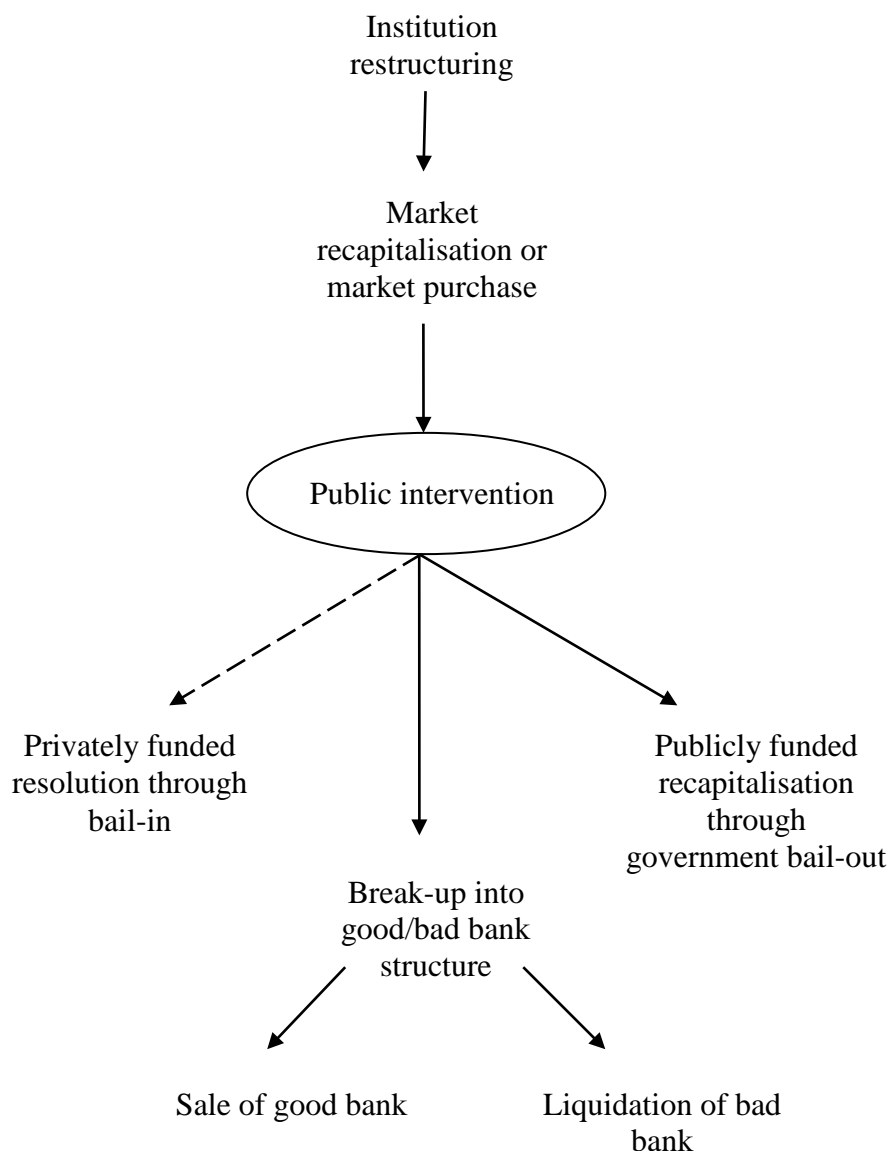 Institution
restructuring
Market
recapitalisation or
market purchase
Public intervention
Privately funded
resolution through
bail-in
Publicly funded
recapitalisation
through
government bail-out
Break-up into
good/bad bank
structure
Sale of good bank
Liquidation of bad
bank